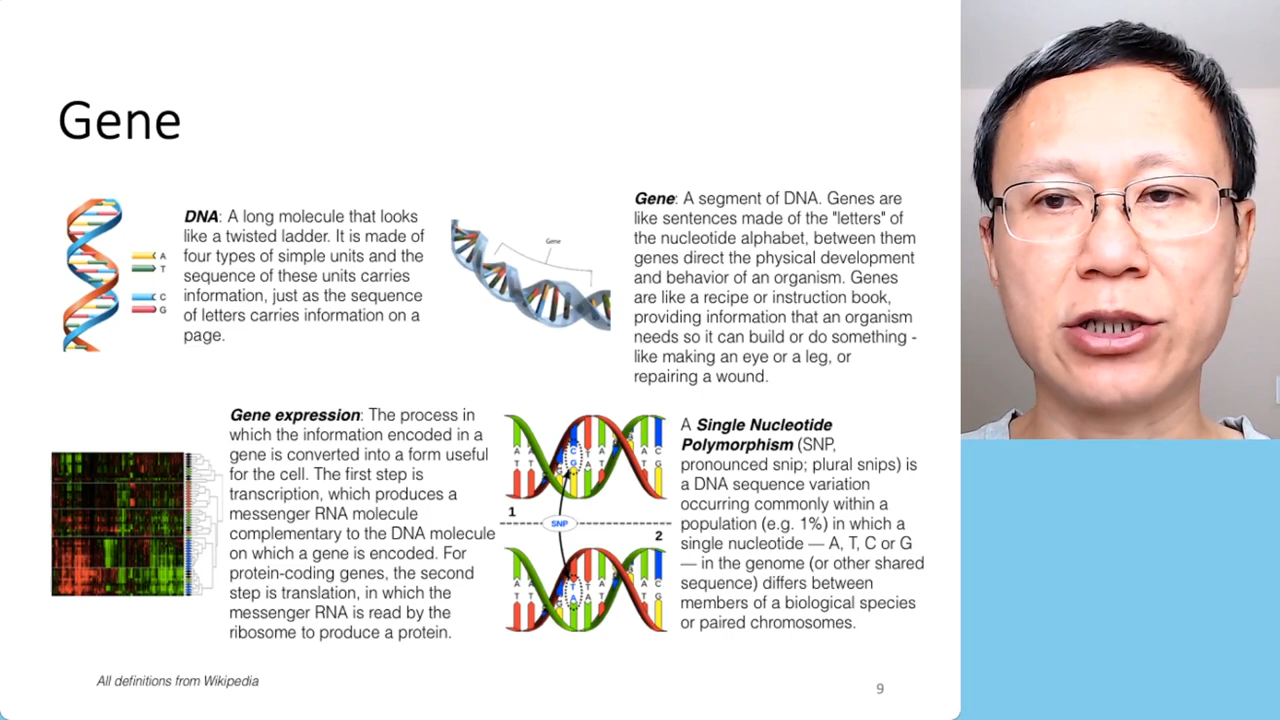 Gene
DNA: A long molecule that looks
like a twisted ladder. It is made of
four types of simple units and the
sequence of these units carries
information, just as the sequence
of letters carries information on a
page.
A
T
C
G
Gene
Gene: A segment of DNA. Genes are
like sentences made of the "letters" of
the nucleotide alphabet, between them
genes direct the physical development
and behavior of an organism. Genes
are like a recipe or instruction book,
providing information that an organism
needs so it can build or do something -
like making an eye or a leg, or
repairing a wound.
Gene expression: The process in
which the information encoded in a
gene is converted into a form useful
for the cell. The first step is
transcription, which produces a
messenger RNA molecule
complementary to the DNA molecule
on which a gene is encoded. For
protein-coding genes, the second
step is translation, in which the
messenger RNA is read by the
ribosome to produce a protein.
1
SNP
2
A Single Nucleotide
Polymorphism (SNP,
pronounced snip; plural snips) is
a DNA sequence variation
occurring commonly within a
population (e.g. 1%) in which a
single nucleotide — A, T, C or G
— in the genome (or other shared
sequence) differs between
members of a biological species
or paired chromosomes.
All definitions from Wikipedia
9